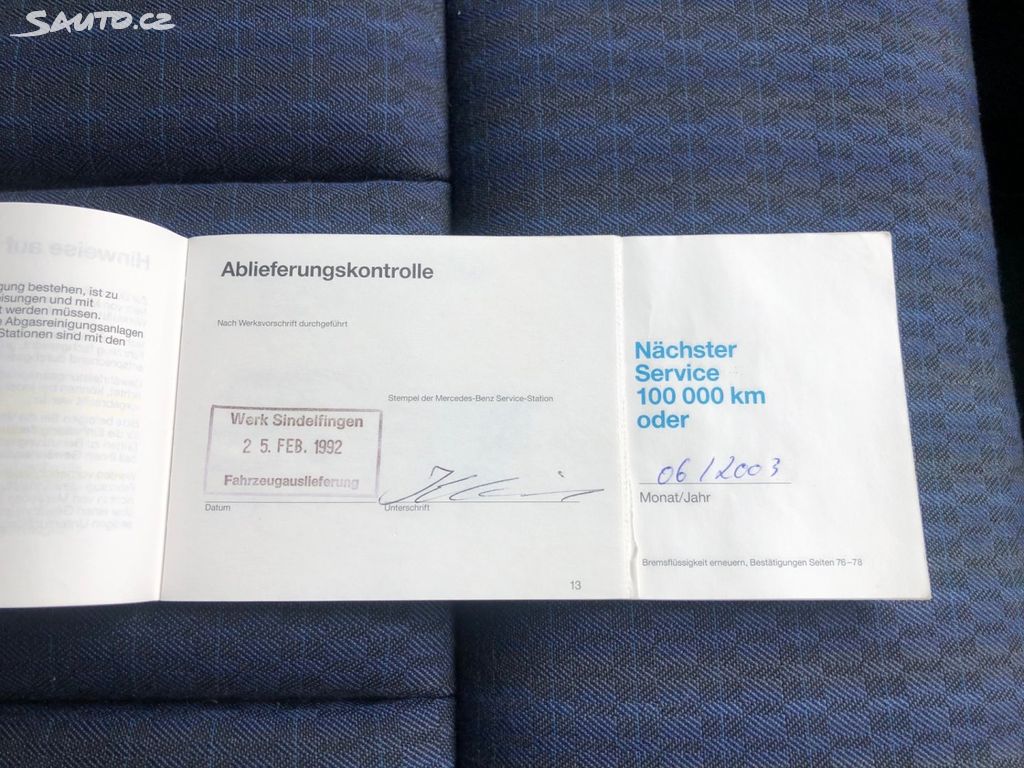 SAUTO.CZ
gung bestehen, ist zu
eisungen und mit
t werden müssen.
e Abgasreinigungsanlagen
Stationen sind mit den
Ablieferungskontrolle
Nach Werksvorschrift durchgeführt
Stempel der Mercedes-Benz Service-Station
Werk Sindelfingen
25. FEB. 1992
Fahrzeugauslieferung
Datum
Unterschrift
13
Nächster
Service
100 000 km
oder
06/2003
Monat/Jahr
Bremsflüssigkeit erneuern, Bestätigungen Seiten 76–78